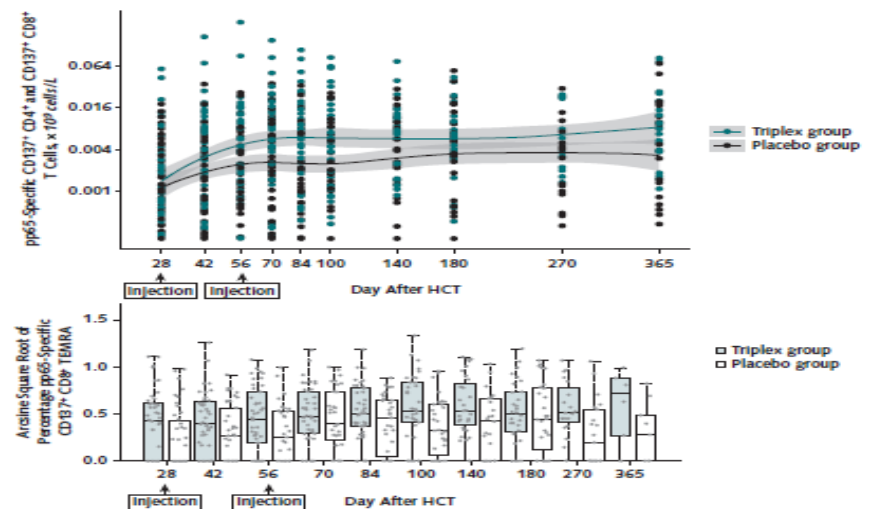 pp65-Specific CD137+ CD4+ and CD137+ CD8+
T Cells, × 10⁹ cells/L
0.064
0.016
0.004
0.001
28 42 56 70 84 100 140 180 270 365
Injection Injection
Day After HCT
Triplex group
Placebo group
Arcsine Square Root of
Percentage pp65-Specific
CD137+ CD8+ TEMRA
1.5
1.0
0.5
0.0
28 42 56 70 84 100 140 180 270 365
Injection Injection
Day After HCT
Triplex group
Placebo group